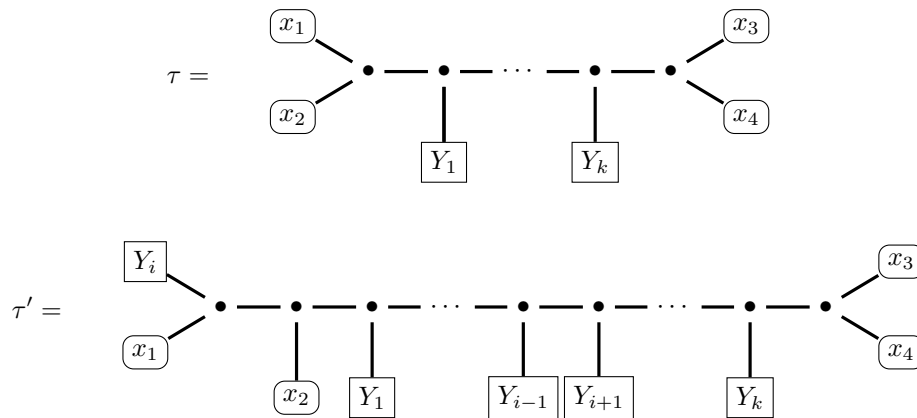 x₁ x₃
τ = ···
x₂ x₄
Y₁ Yₖ
Yᵢ x₃
τ′ = ··· ···
x₁ x₄
x₂ Y₁ Yᵢ₋₁ Yᵢ₊₁ Yₖ